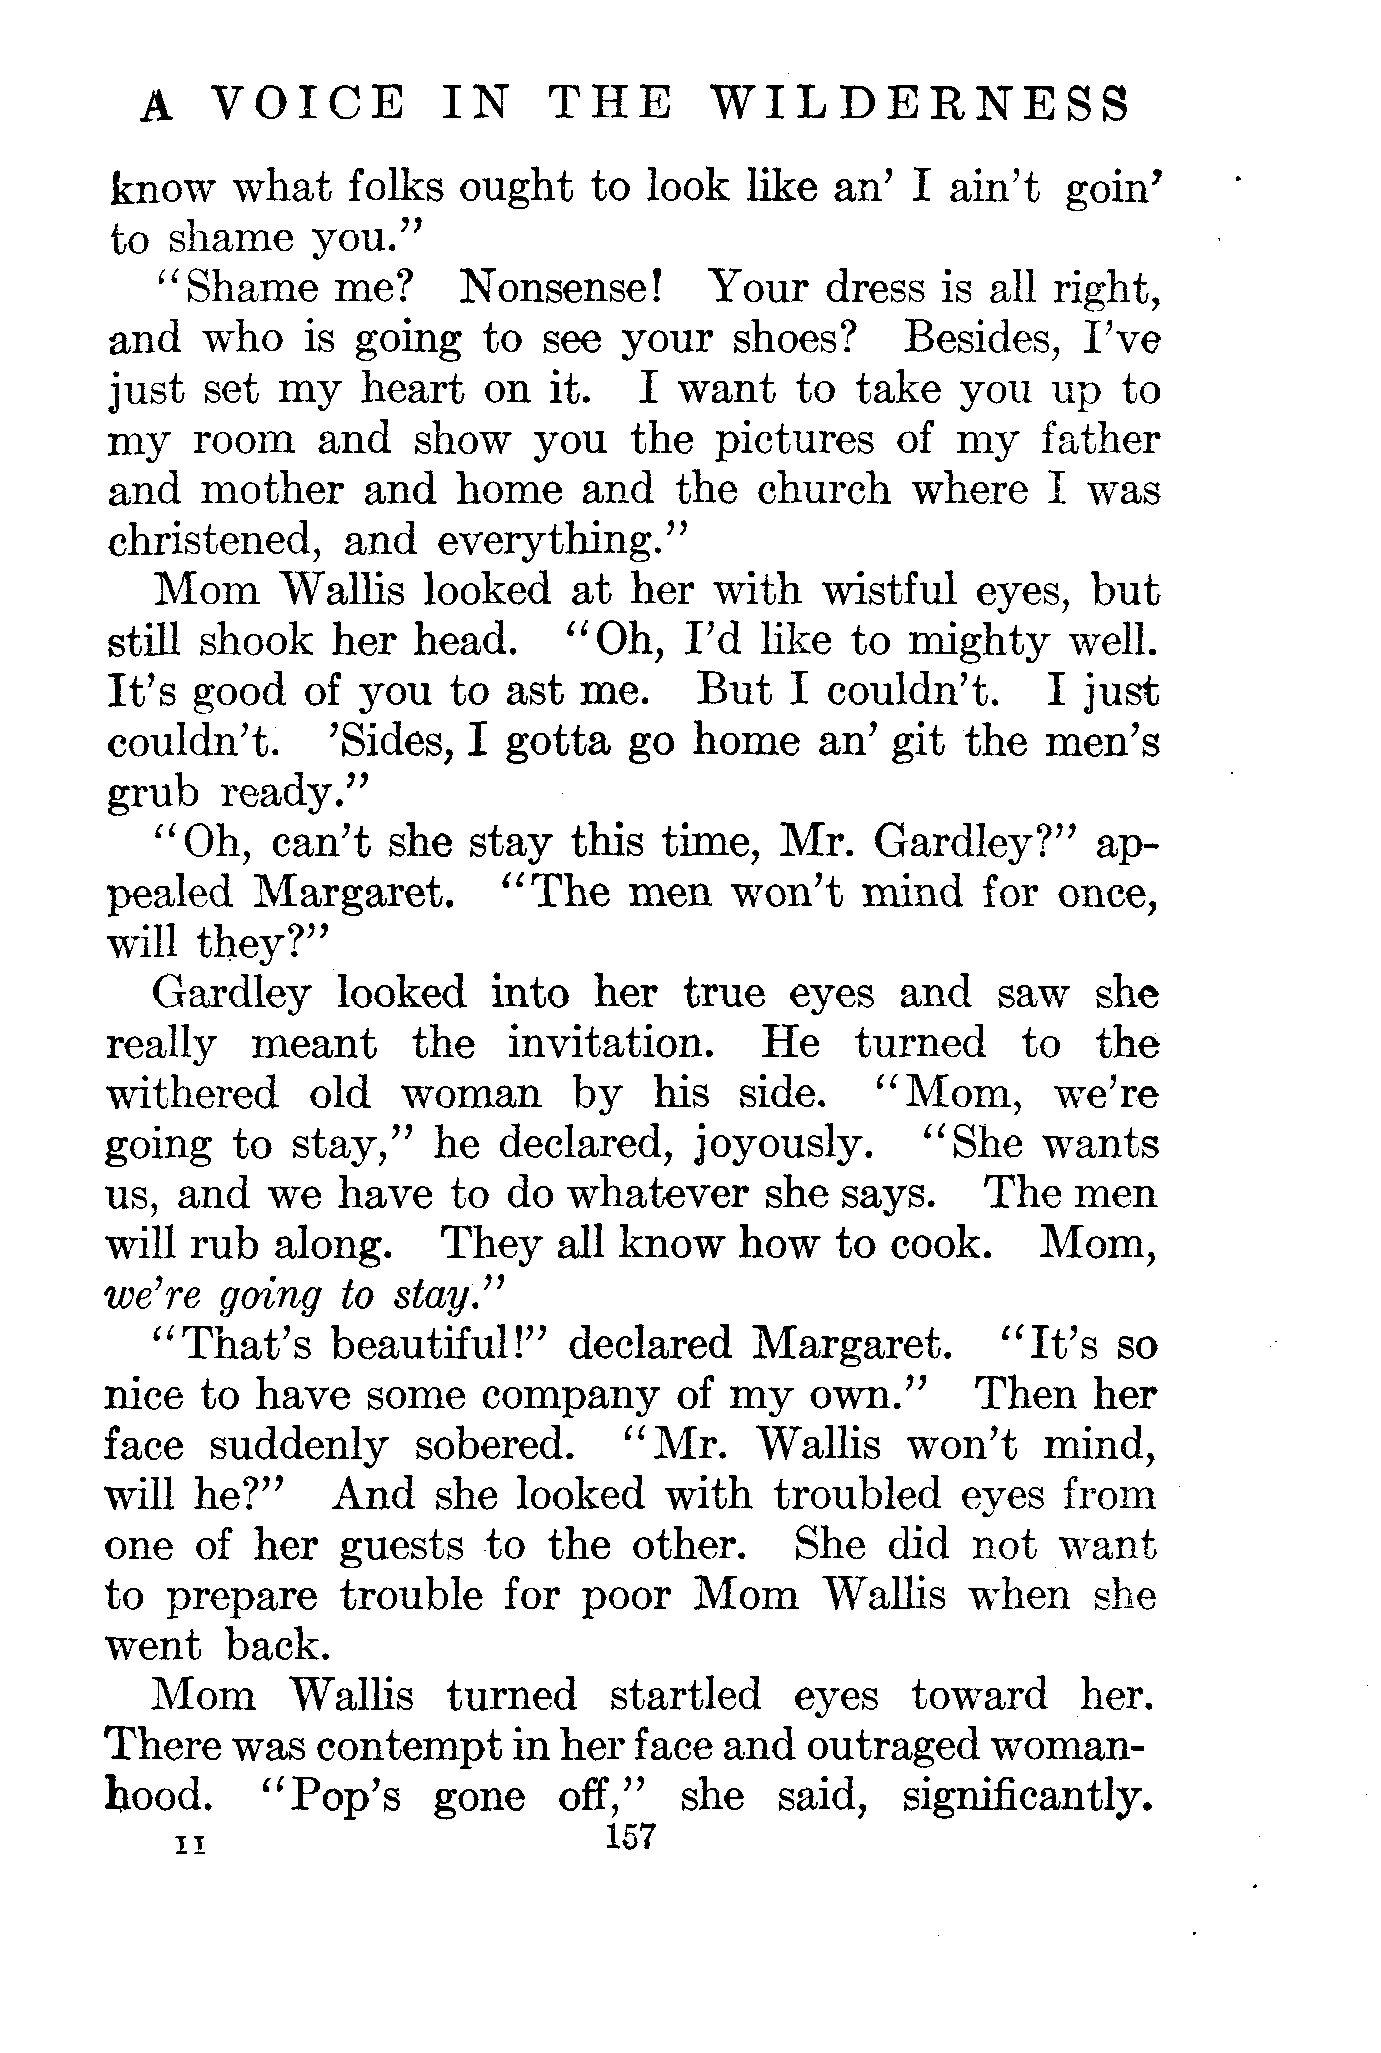 A VOICE IN THE WILDERNESS
know what folks ought to look like an' I ain't goin'
to shame you."
"Shame me? Nonsense! Your dress is all right,
and who is going to see your shoes? Besides, I've
just set my heart on it. I want to take you up to
my room and show you the pictures of my father
and mother and home and the church where I was
christened, and everything."
Mom Wallis looked at her with wistful eyes, but
still shook her head. "Oh, I'd like to mighty well.
It's good of you to ast me. But I couldn't. I just
couldn't. 'Sides, I gotta go home an' git the men's
grub ready."
"Oh, can't she stay this time, Mr. Gardley?" ap-
pealed Margaret. "The men won't mind for once,
will they?"
Gardley looked into her true eyes and saw she
really meant the invitation. He turned to the
withered old woman by his side. "Mom, we're
going to stay," he declared, joyously. "She wants
us, and we have to do whatever she says. The men
will rub along. They all know how to cook. Mom,
we're going to stay."
"That's beautiful!" declared Margaret. "It's so
nice to have some company of my own." Then her
face suddenly sobered. "Mr. Wallis won't mind,
will he?" And she looked with troubled eyes from
one of her guests to the other. She did not want
to prepare trouble for poor Mom Wallis when she
went back.
Mom Wallis turned startled eyes toward her.
There was contempt in her face and outraged woman-
hood. "Pop's gone off," she said, significantly.
11 157